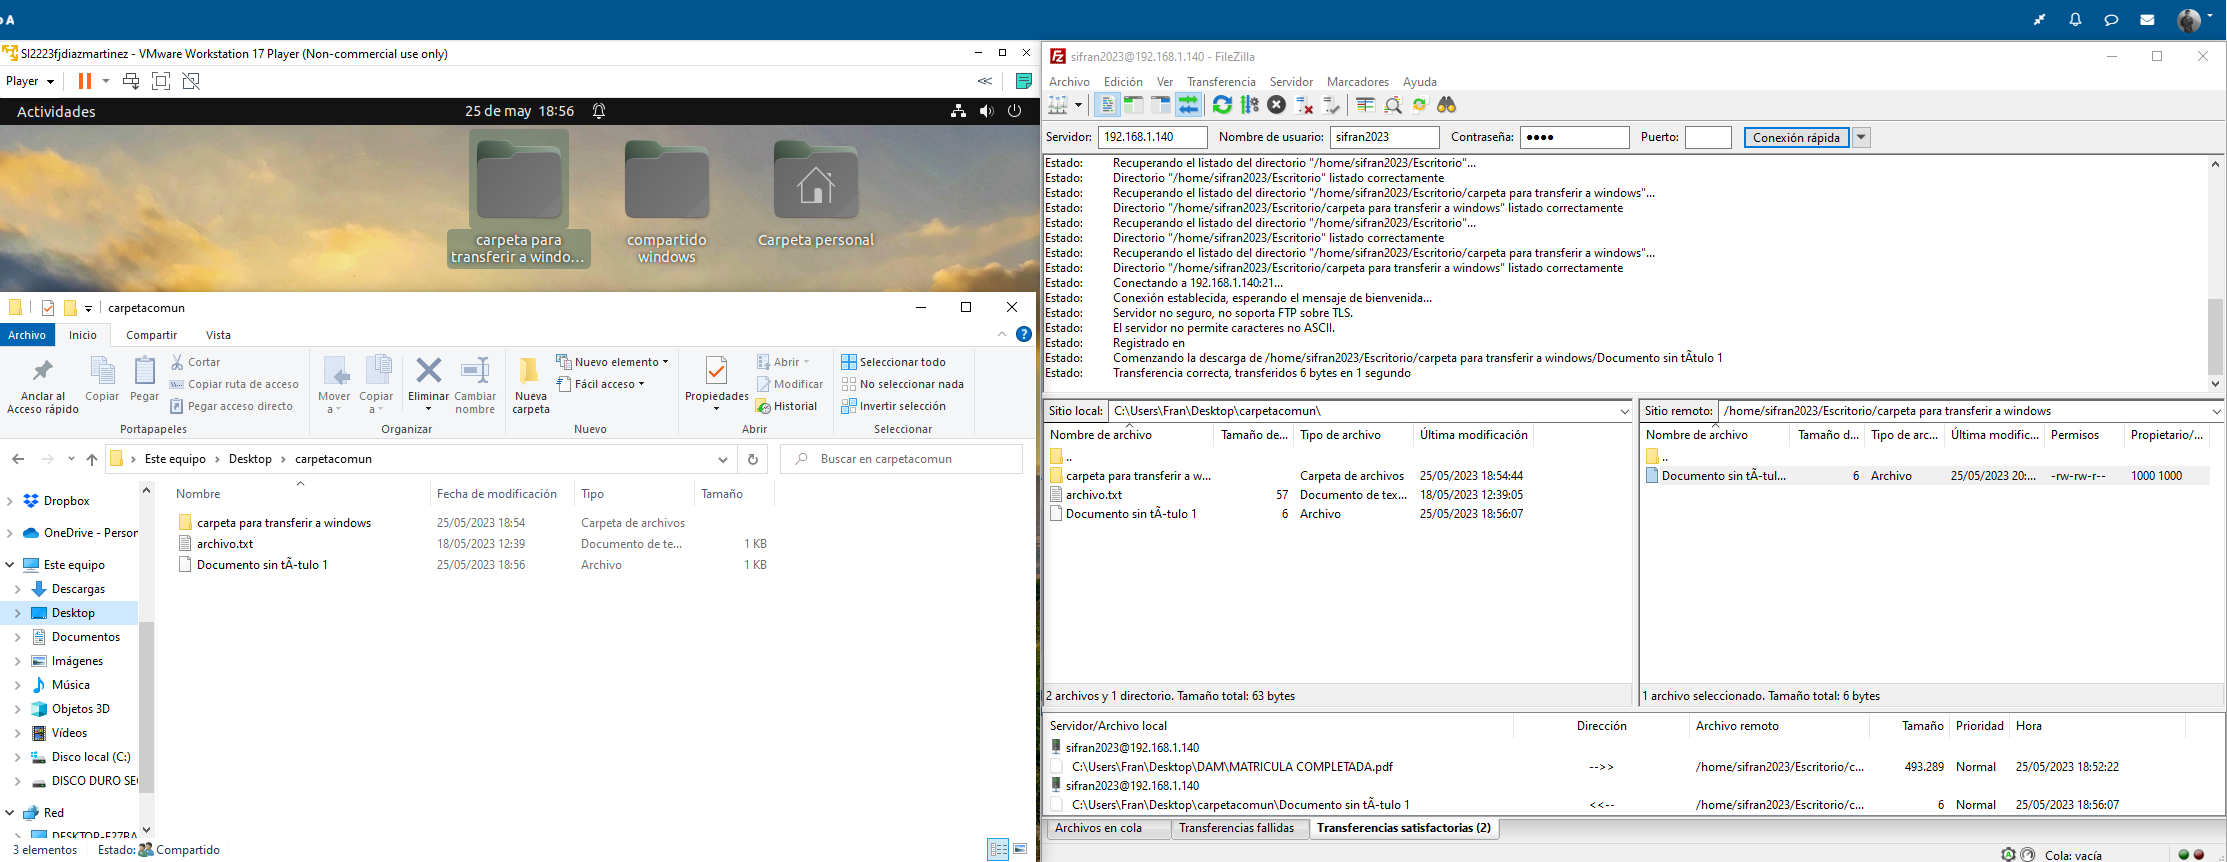 ɔ A
SI2223fjdiazmartinez - VMware Workstation 17 Player (Non-commercial use only)
Player
Actividades
25 de may 18:56
carpeta para transferir a windo...
compartido windows
Carpeta personal
carpetacomun
Archivo Inicio Compartir Vista
Anclar al Acceso rápido
Copiar
Pegar
Cortar
Copiar ruta de acceso
Pegar acceso directo
Portapapeles
Mover a
Copiar a
Eliminar
Cambiar nombre
Organizar
Nueva carpeta
Nuevo elemento
Fácil acceso
Nuevo
Propiedades
Abrir
Modificar
Historial
Abrir
Seleccionar todo
No seleccionar nada
Invertir selección
Seleccionar
Este equipo > Desktop > carpetacomun
Buscar en carpetacomun
Dropbox
OneDrive - Person
Este equipo
Descargas
Desktop
Documentos
Imágenes
Música
Objetos 3D
Vídeos
Disco local (C:)
DISCO DURO SE
Red
DESKTOP-F27BA
Nombre Fecha de modificación Tipo Tamaño
carpeta para transferir a windows 25/05/2023 18:54 Carpeta de archivos
archivo.txt 18/05/2023 12:39 Documento de te... 1 KB
Documento sin tÃ-tulo 1 25/05/2023 18:56 Archivo 1 KB
3 elementos Estado: Compartido
sifran2023@192.168.1.140 - FileZilla
Archivo Edición Ver Transferencia Servidor Marcadores Ayuda
Servidor: 192.168.1.140 Nombre de usuario: sifran2023 Contraseña: ●●●● Puerto: Conexión rápida
Estado: Recuperando el listado del directorio "/home/sifran2023/Escritorio"...
Estado: Directorio "/home/sifran2023/Escritorio" listado correctamente
Estado: Recuperando el listado del directorio "/home/sifran2023/Escritorio/carpeta para transferir a windows"...
Estado: Directorio "/home/sifran2023/Escritorio/carpeta para transferir a windows" listado correctamente
Estado: Recuperando el listado del directorio "/home/sifran2023/Escritorio"...
Estado: Directorio "/home/sifran2023/Escritorio" listado correctamente
Estado: Recuperando el listado del directorio "/home/sifran2023/Escritorio/carpeta para transferir a windows"...
Estado: Directorio "/home/sifran2023/Escritorio/carpeta para transferir a windows" listado correctamente
Estado: Conectando a 192.168.1.140:21...
Estado: Conexión establecida, esperando el mensaje de bienvenida...
Estado: Servidor no seguro, no soporta FTP sobre TLS.
Estado: El servidor no permite caracteres no ASCII.
Estado: Registrado en
Estado: Comenzando la descarga de /home/sifran2023/Escritorio/carpeta para transferir a windows/Documento sin tÃtulo 1
Estado: Transferencia correcta, transferidos 6 bytes en 1 segundo
Sitio local: C:\Users\Fran\Desktop\carpetacomun\
Nombre de archivo Tamaño de... Tipo de archivo Última modificación
..
carpeta para transferir a w... Carpeta de archivos 25/05/2023 18:54:44
archivo.txt 57 Documento de tex... 18/05/2023 12:39:05
Documento sin tÃ-tulo 1 6 Archivo 25/05/2023 18:56:07
2 archivos y 1 directorio. Tamaño total: 63 bytes
Sitio remoto: /home/sifran2023/Escritorio/carpeta para transferir a windows
Nombre de archivo Tamaño d... Tipo de arc... Última modific... Permisos Propietario/...
..
Documento sin tÃ-tul... 6 Archivo 25/05/2023 20:... -rw-rw-r-- 1000 1000
1 archivo seleccionado. Tamaño total: 6 bytes
Servidor/Archivo local Dirección Archivo remoto Tamaño Prioridad Hora
sifran2023@192.168.1.140
C:\Users\Fran\Desktop\DAM\MATRICULA COMPLETADA.pdf -->> /home/sifran2023/Escritorio/c... 493.289 Normal 25/05/2023 18:52:22
sifran2023@192.168.1.140
C:\Users\Fran\Desktop\carpetacomun\Documento sin tÃ-tulo 1 <<-- /home/sifran2023/Escritorio/c... 6 Normal 25/05/2023 18:56:07
Archivos en cola Transferencias fallidas Transferencias satisfactorias (2)
Cola: vacía